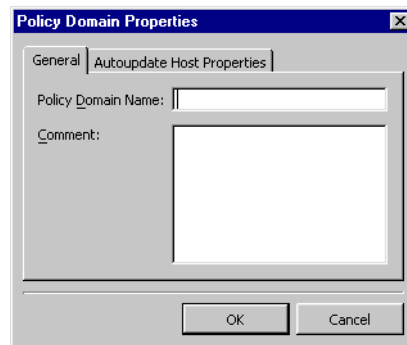 Policy Domain Properties
General Autoupdate Host Properties
Policy Domain Name:
Comment:
OK Cancel